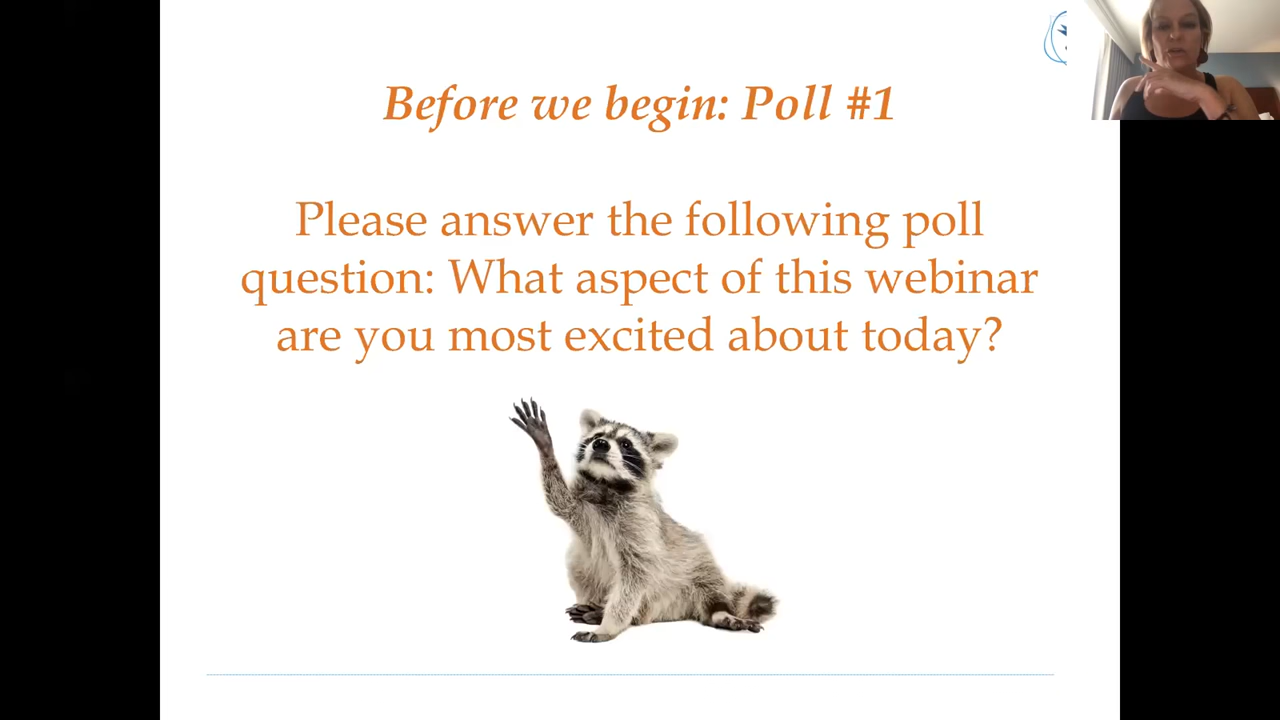 Before we begin: Poll #1
Please answer the following poll
question: What aspect of this webinar
are you most excited about today?